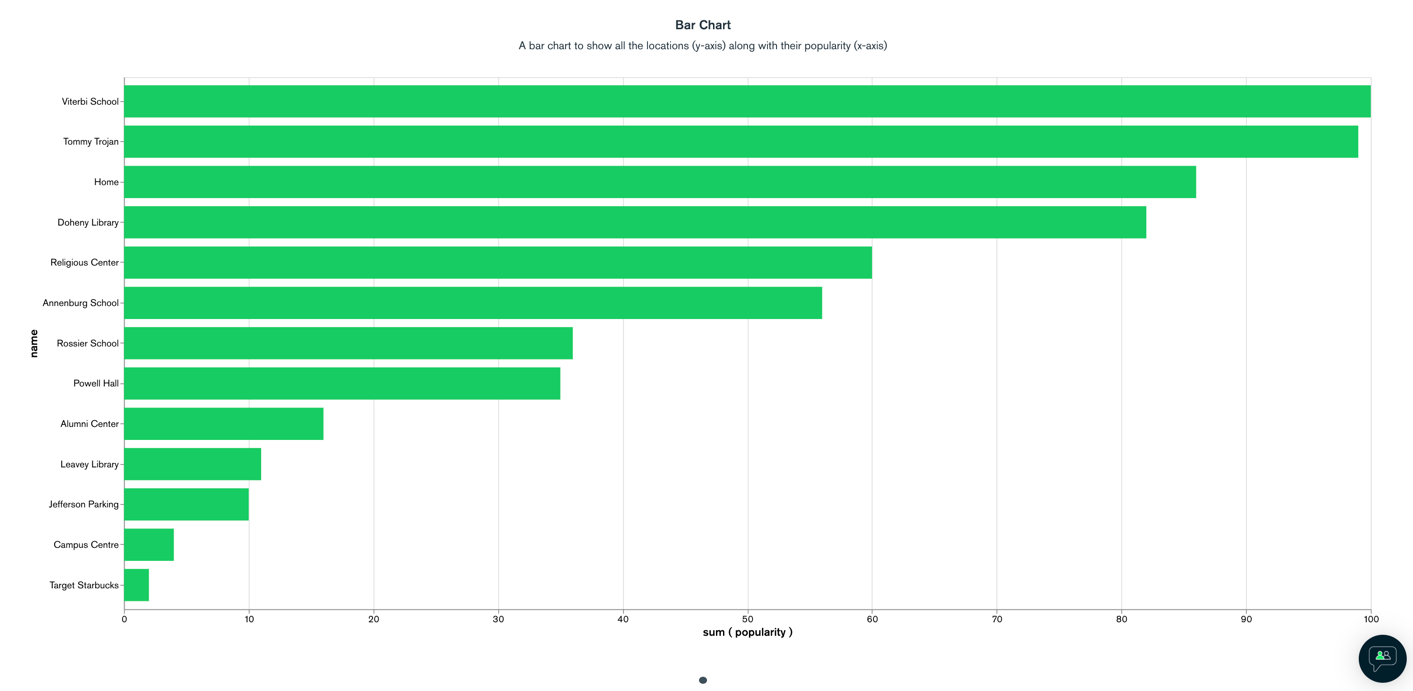 Bar Chart
A bar chart to show all the locations (y-axis) along with their popularity (x-axis)
Viterbi School
Tommy Trojan
Home
Doheny Library
Religious Center
Annenburg School
Rossier School
Powell Hall
Alumni Center
Leavey Library
Jefferson Parking
Campus Centre
Target Starbucks
name
0 10 20 30 40 50 60 70 80 90 100
sum ( popularity )